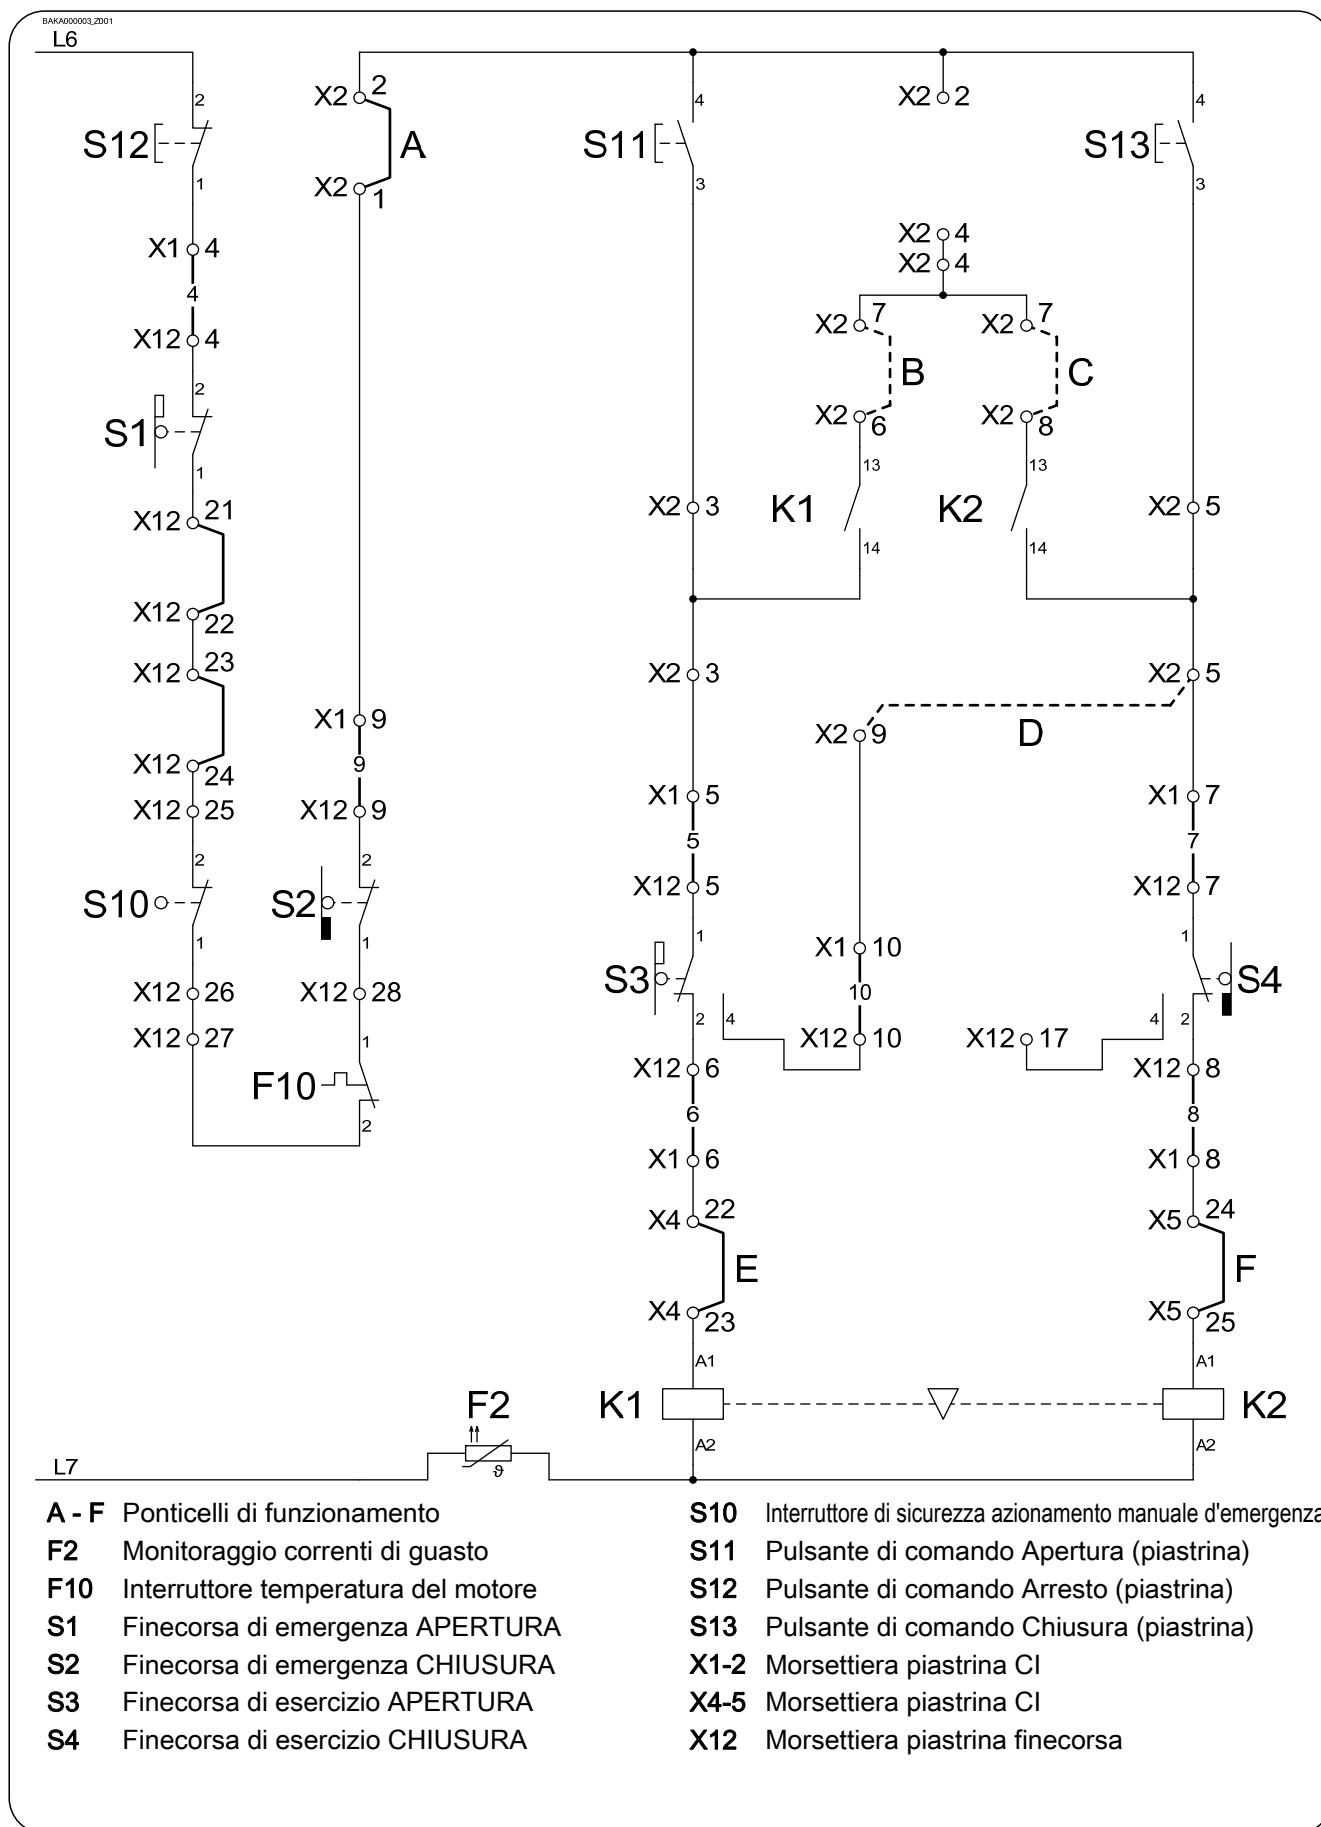 BAKA000003_Z001
L6
2
X2 2
4
X2 2
4
S12
A
S11
S13
1
X2 1
3
3
X1 4
X2 4
4
X2 4
X12 4
X2 7
X2 7
2
B
C
S1
X2 6
X2 8
1
13
13
X12 21
X2 3
K1
K2
X2 5
14
14
X12 22
X12 23
X2 3
X2 5
X1 9
X2 9
D
9
X12 24
X12 25
X12 9
X1 5
X1 7
5
7
2
2
X12 5
X12 7
S10
S2
1
1
1
X1 10
1
X12 26
X12 28
S3
10
S4
2
4
4
2
X12 27
1
X12 10
X12 17
F10
X12 6
X12 8
2
6
8
X1 6
X1 8
X4 22
X5 24
E
F
X4 23
X5 25
A1
A1
F2
K1
K2
A2
A2
L7
ϑ
A - F Ponticelli di funzionamento
F2 Monitoraggio correnti di guasto
F10 Interruttore temperatura del motore
S1 Finecorsa di emergenza APERTURA
S2 Finecorsa di emergenza CHIUSURA
S3 Finecorsa di esercizio APERTURA
S4 Finecorsa di esercizio CHIUSURA
S10 Interruttore di sicurezza azionamento manuale d'emergenza
S11 Pulsante di comando Apertura (piastrina)
S12 Pulsante di comando Arresto (piastrina)
S13 Pulsante di comando Chiusura (piastrina)
X1-2 Morsettiera piastrina CI
X4-5 Morsettiera piastrina CI
X12 Morsettiera piastrina finecorsa